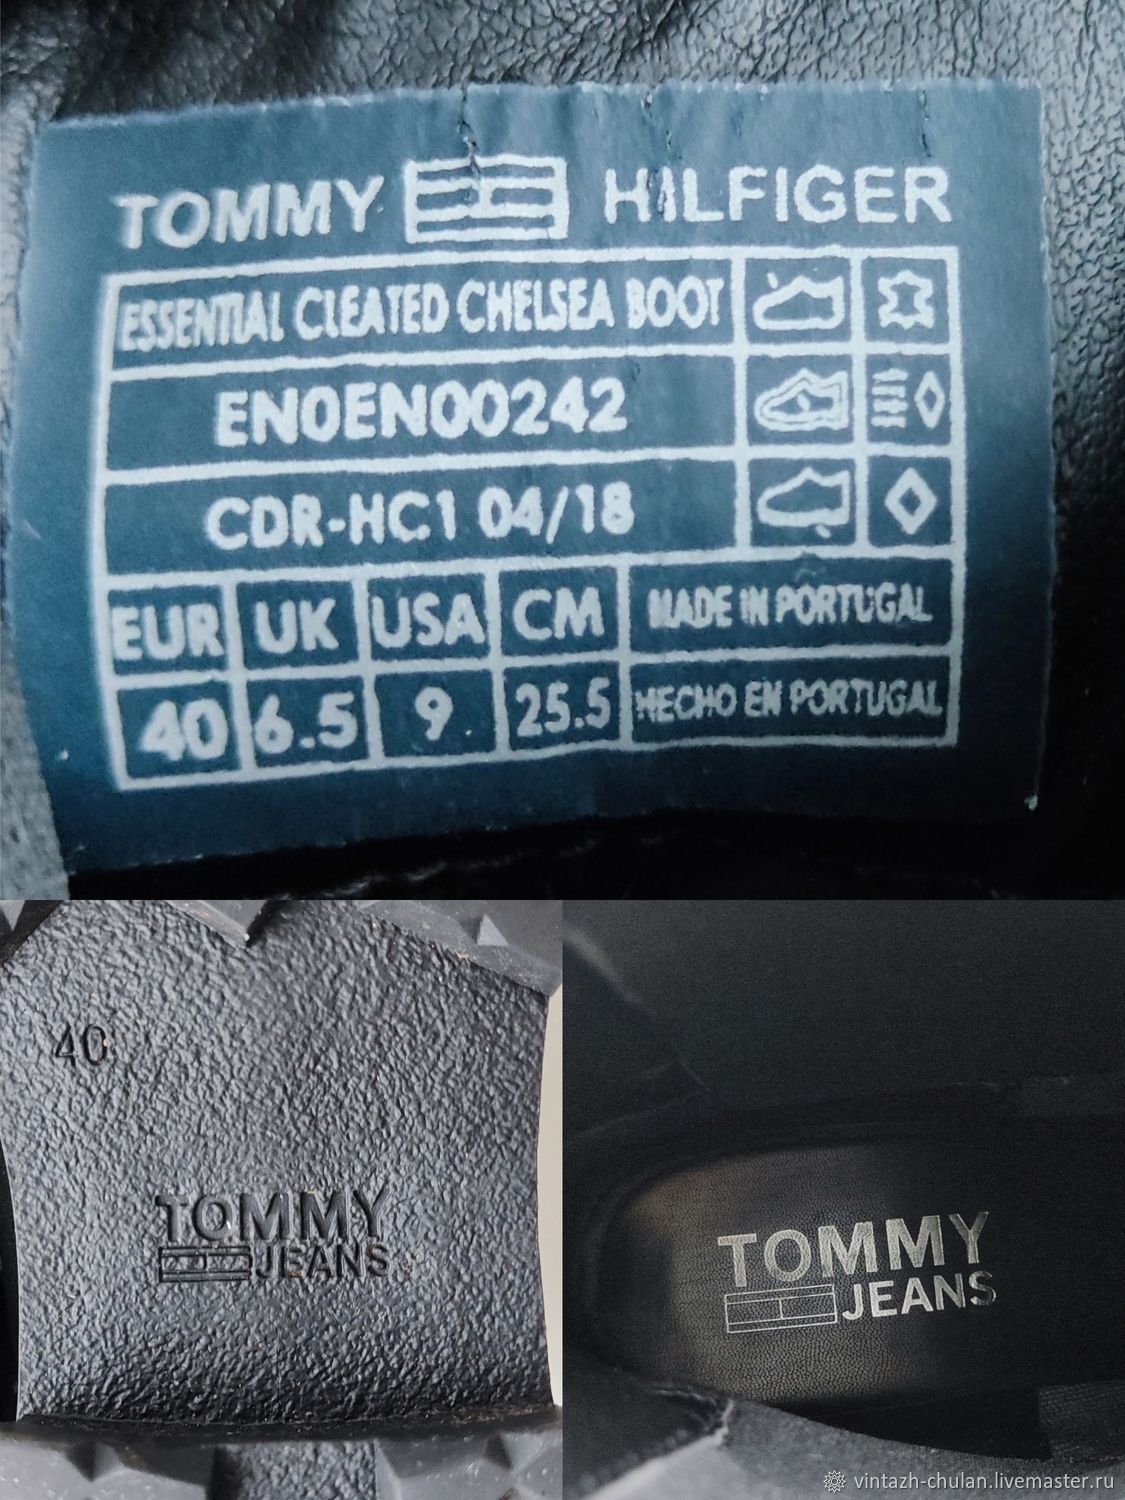 TOMMY HILFIGER
ESSENTIAL CLEATED CHELSEA BOOT
EN0EN00242
CDR-HC1 04/18
EUR UK USA CM MADE IN PORTUGAL
40 6.5 9 25.5 HECHO EN PORTUGAL
40
TOMMY
JEANS
TOMMY
JEANS
vintazh-chulan.livemaster.ru